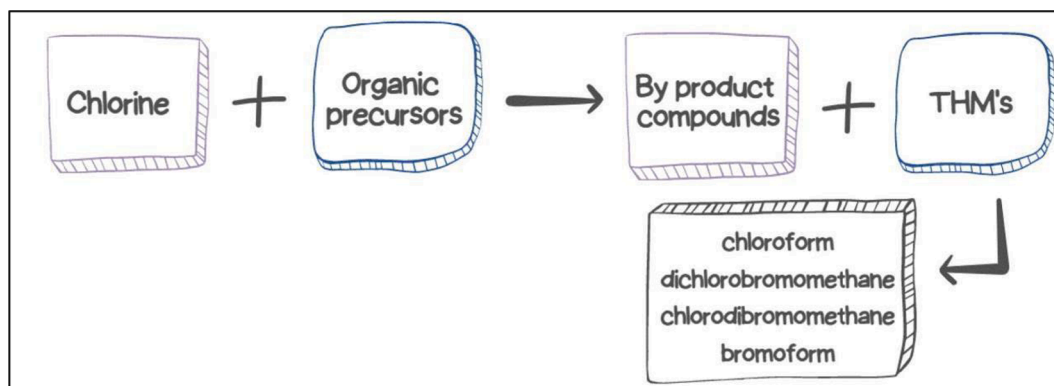 Chlorine
+
Organic
precursors
By product
compounds
+
THM's
chloroform
dichlorobromomethane
chlorodibromomethane
bromoform